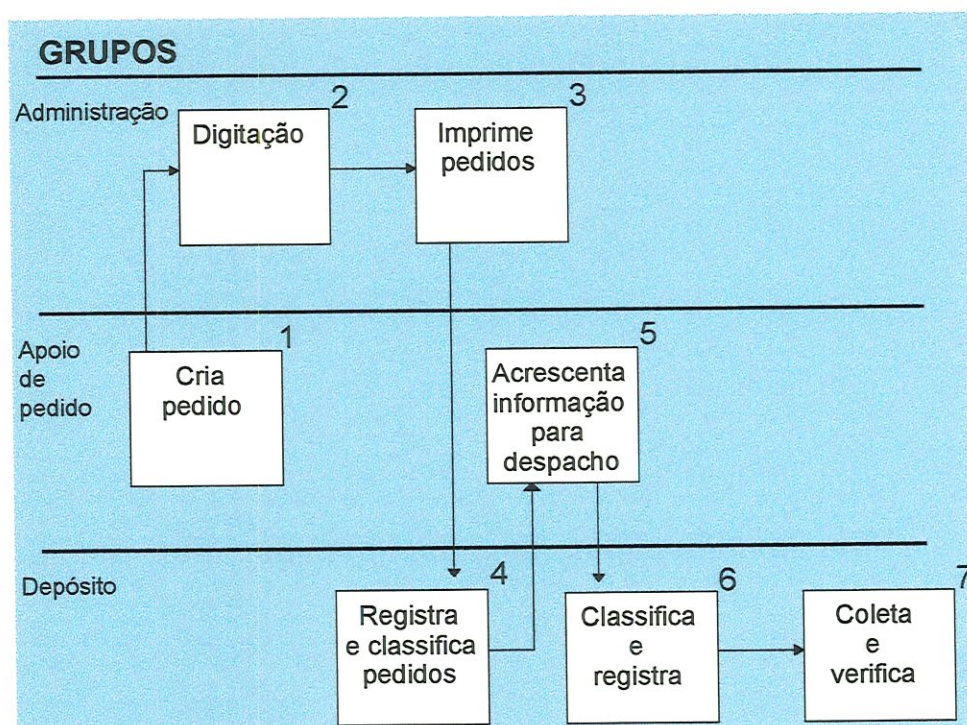 GRUPOS
Administração
2
Digitação
3
Imprime
pedidos
Apoio
de
pedido
1
Cria
pedido
5
Acrescenta
informação
para
despacho
Depósito
4
Registra
e classifica
pedidos
6
Classifica
e
registra
7
Coleta
e
verifica